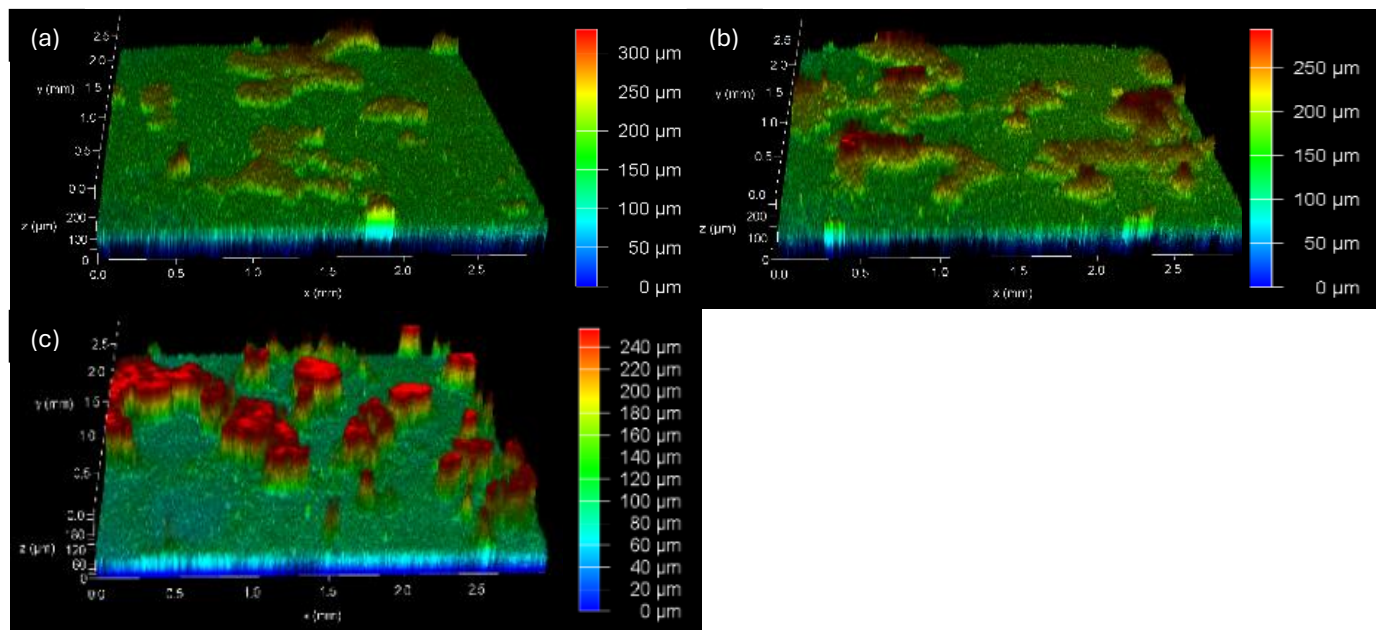 (a)
2.5
2.0
y (mm)
1.5
1.0
0.5
0.0
z (µm)
200
100
0
0.0 0.5 1.0 1.5 2.0 2.5
x (mm)
300 µm
250 µm
200 µm
150 µm
100 µm
50 µm
0 µm
(b)
2.5
2.0
y (mm)
1.5
1.0
0.5
0.0
z (µm)
200
100
0
0.0 0.5 1.0 1.5 2.0 2.5
x (mm)
250 µm
200 µm
150 µm
100 µm
50 µm
0 µm
(c)
2.5
2.0
y (mm)
1.5
1.0
0.5
0.0
180
z (µm)
120
60
0
0.0 0.5 1.0 1.5 2.0 2.5
x (mm)
240 µm
220 µm
200 µm
180 µm
160 µm
140 µm
120 µm
100 µm
80 µm
60 µm
40 µm
20 µm
0 µm